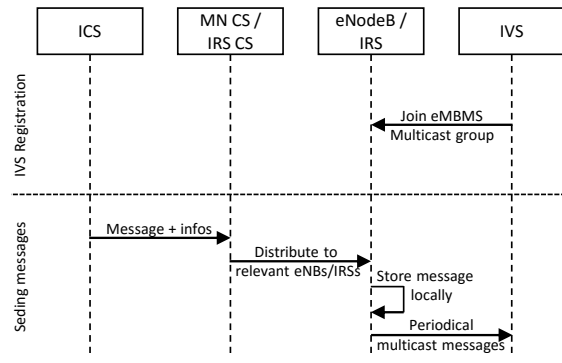 ICS
MN CS /
IRS CS
eNodeB /
IRS
IVS
IVS Registration
Join eMBMS
Multicast group
Seding messages
Message + infos
Distribute to
relevant eNBs/IRSs
Store message
locally
Periodical
multicast messages